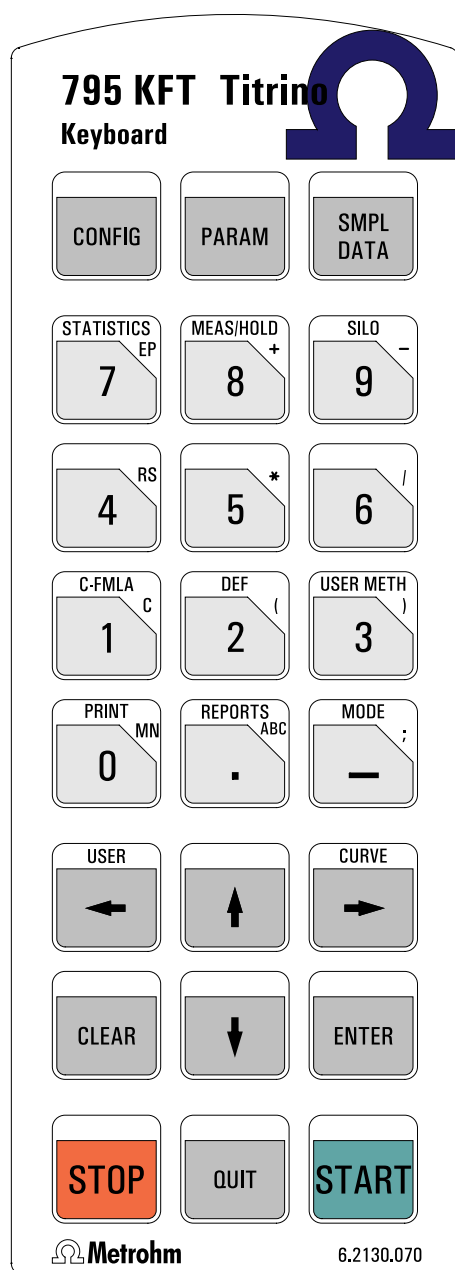 795 KFT Titrino
Keyboard
CONFIG PARAM SMPL
DATA
STATISTICS MEAS/HOLD SILO
EP + –
7 8 9
RS * /
4 5 6
C-FMLA DEF USER METH
C ( )
1 2 3
PRINT REPORTS MODE
MN ABC ;
0 . –
USER CURVE
← ↑ →
CLEAR ↓ ENTER
STOP QUIT START
Metrohm 6.2130.070